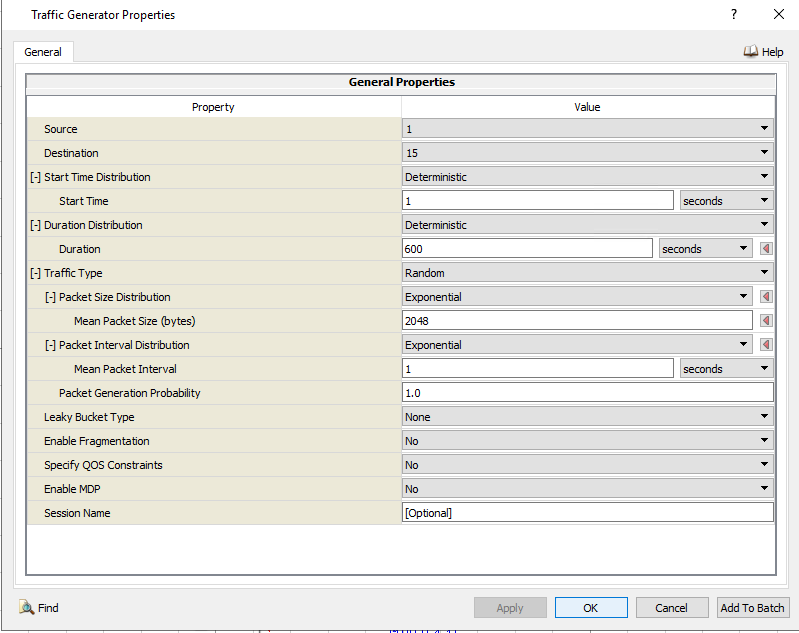 Traffic Generator Properties ?
General Help
General Properties
Property Value
Source 1
Destination 15
[-] Start Time Distribution Deterministic
Start Time 1 seconds
[-] Duration Distribution Deterministic
Duration 600 seconds
[-] Traffic Type Random
[-] Packet Size Distribution Exponential
Mean Packet Size (bytes) 2048
[-] Packet Interval Distribution Exponential
Mean Packet Interval 1 seconds
Packet Generation Probability 1.0
Leaky Bucket Type None
Enable Fragmentation No
Specify QOS Constraints No
Enable MDP No
Session Name [Optional]
Find Apply OK Cancel Add To Batch